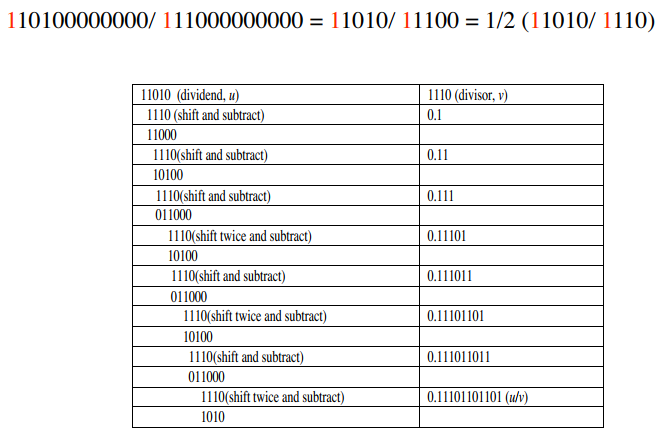 110100000000/ 111000000000 = 11010/ 11100 = 1/2 (11010/ 1110)
11010 (dividend, u) 1110 (divisor, v)
1110 (shift and subtract) 0.1
11000
1110(shift and subtract) 0.11
10100
1110(shift and subtract) 0.111
011000
1110(shift twice and subtract) 0.11101
10100
1110(shift and subtract) 0.111011
011000
1110(shift twice and subtract) 0.11101101
10100
1110(shift and subtract) 0.111011011
011000
1110(shift twice and subtract) 0.11101101101 (u/v)
1010